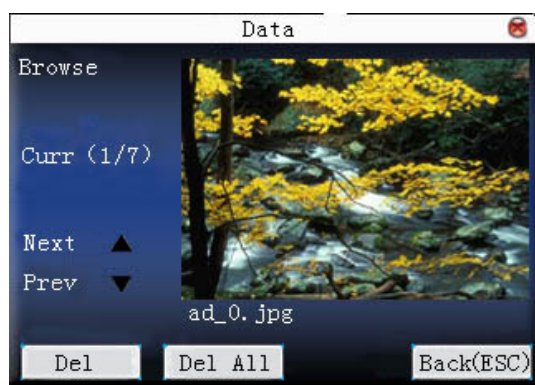 Data
Browse
Curr (1/7)
Next
Prev
ad_0.jpg
Del
Del All
Back(ESC)